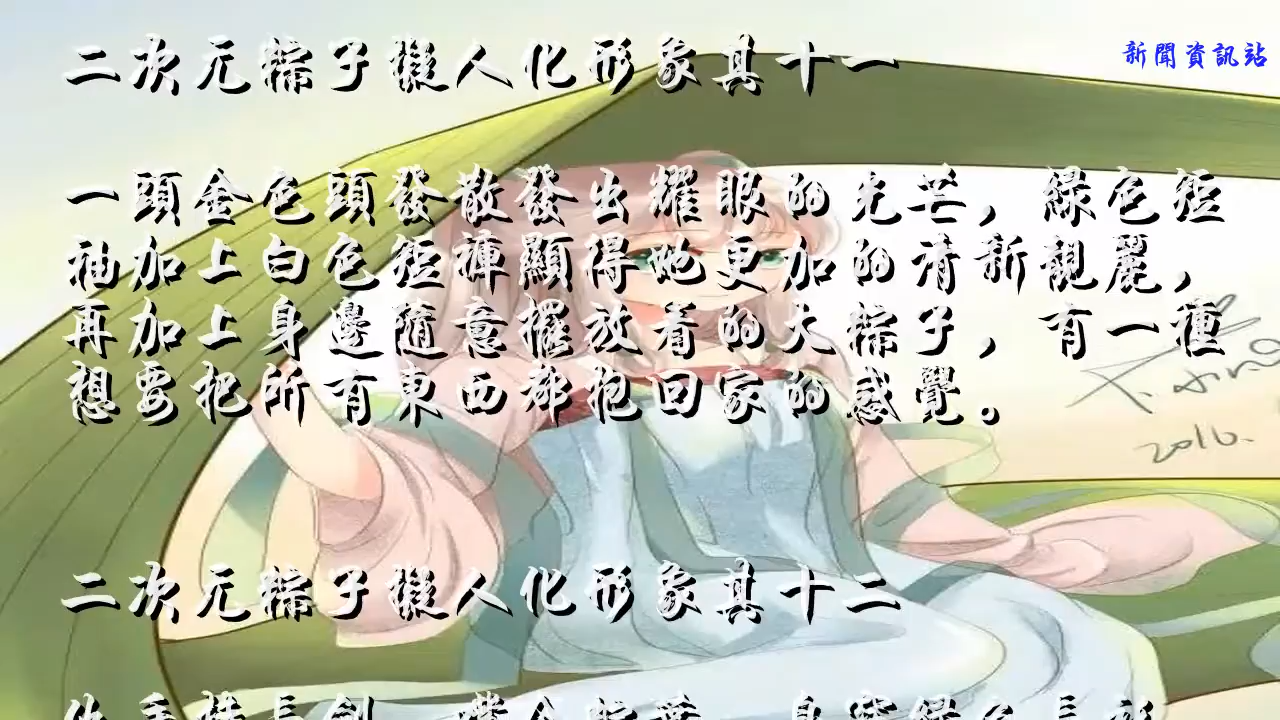 二次元粽子擬人化形象其十一
新聞資訊站
一頭金色頭發散發出耀眼的光芒，綠色短
袖加上白色短褲顯得她更加的清新靚麗，
再加上身邊隨意擺放着的大粽子，有一種
想要把所有東西都抱回家的感覺。
2016.
二次元粽子擬人化形象其十二